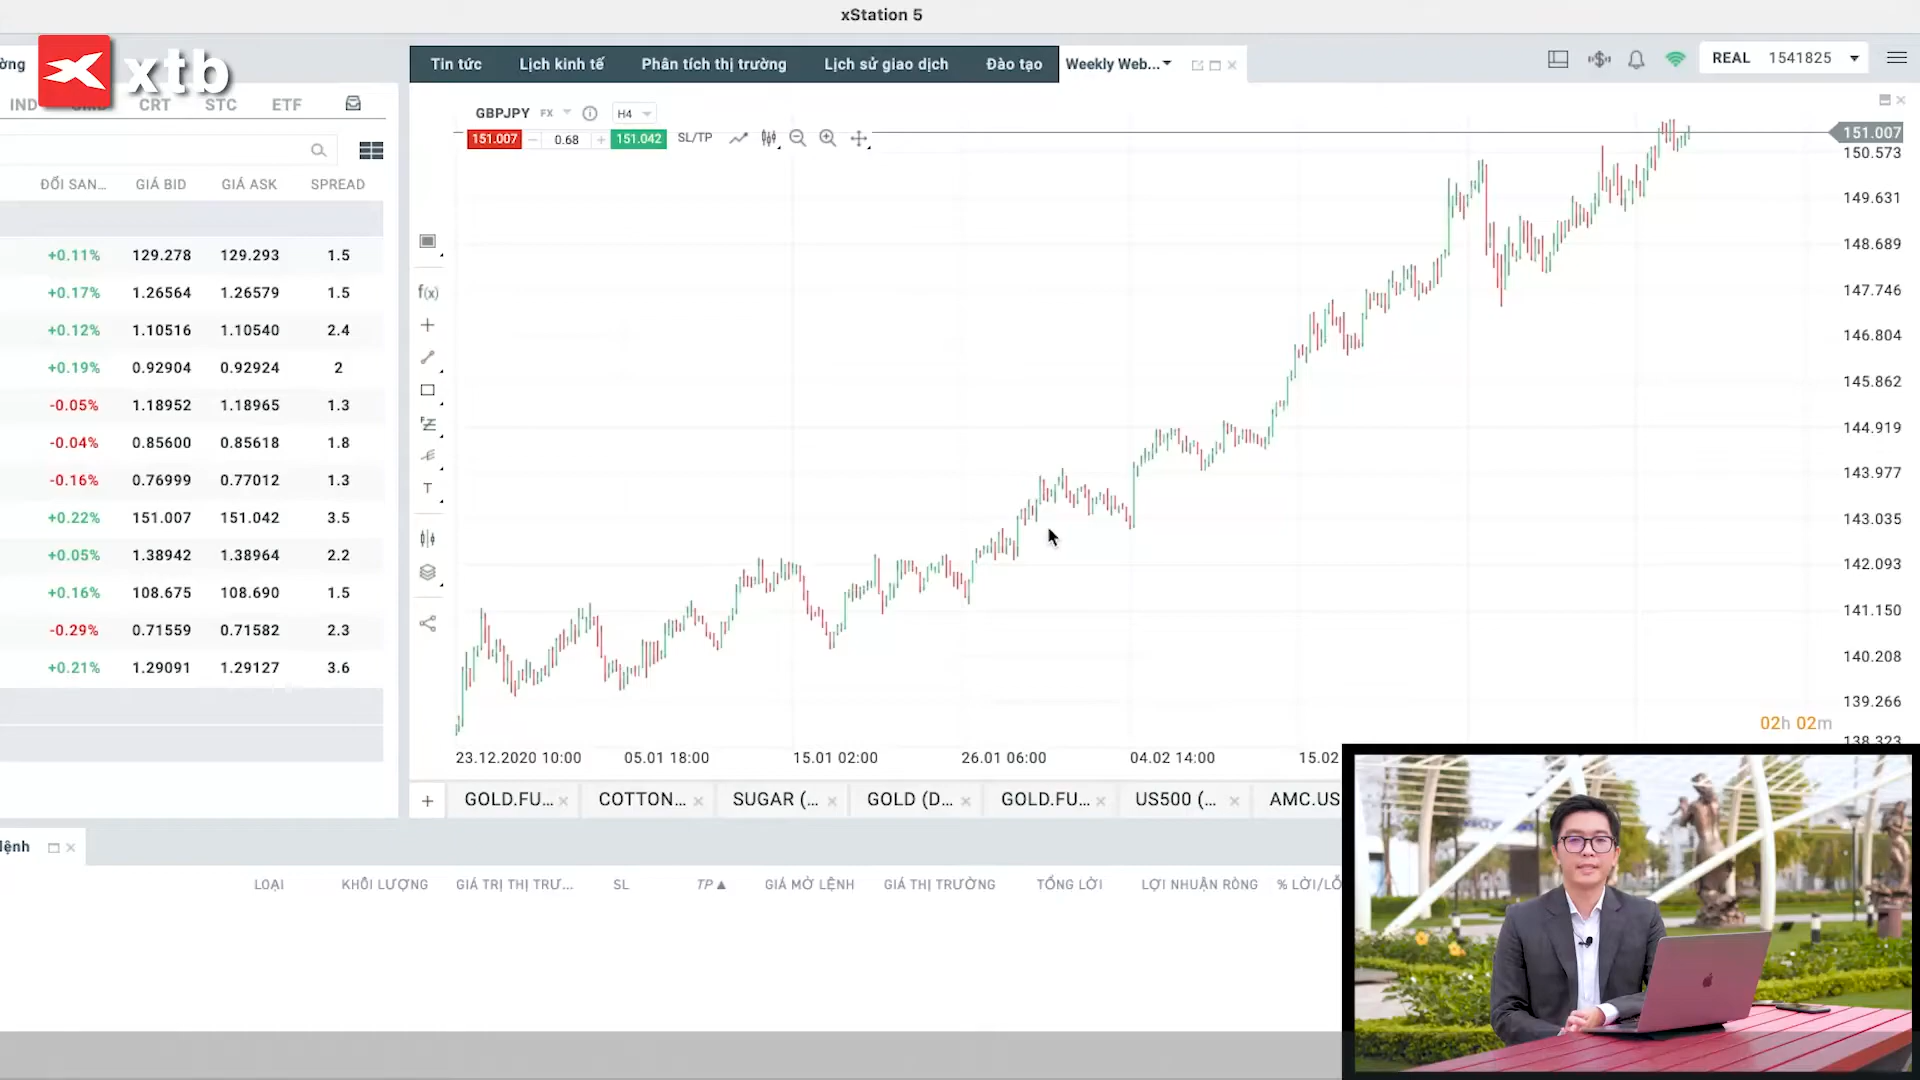 xStation 5
ờng
xtb
Tin tức
Lịch kinh tế
Phân tích thị trường
Lịch sử giao dịch
Đào tạo
Weekly Web...
REAL 1541825
IND
CRT
STC
ETF
GBPJPY FX
H4
151.007
0.68
151.042
SL/TP
ĐỔI SAN...
GIÁ BID
GIÁ ASK
SPREAD
+0.11% 129.278 129.293 1.5
+0.17% 1.26564 1.26579 1.5
+0.12% 1.10516 1.10540 2.4
+0.19% 0.92904 0.92924 2
-0.05% 1.18952 1.18965 1.3
-0.04% 0.85600 0.85618 1.8
-0.16% 0.76999 0.77012 1.3
+0.22% 151.007 151.042 3.5
+0.05% 1.38942 1.38964 2.2
+0.16% 108.675 108.690 1.5
-0.29% 0.71559 0.71582 2.3
+0.21% 1.29091 1.29127 3.6
f(x)
T
151.007
150.573
149.631
148.689
147.746
146.804
145.862
144.919
143.977
143.035
142.093
141.150
140.208
139.266
138.323
02h 02m
23.12.2020 10:00
05.01 18:00
15.01 02:00
26.01 06:00
04.02 14:00
15.02
GOLD.FU...
COTTON...
SUGAR (...
GOLD (D...
GOLD.FU...
US500 (...
AMC.US
lệnh
LOẠI
KHỐI LƯỢNG
GIÁ TRỊ THỊ TRƯ...
SL
TP
GIÁ MỞ LỆNH
GIÁ THỊ TRƯỜNG
TỔNG LỜI
LỢI NHUẬN RÒNG
% LỜI/LỖ